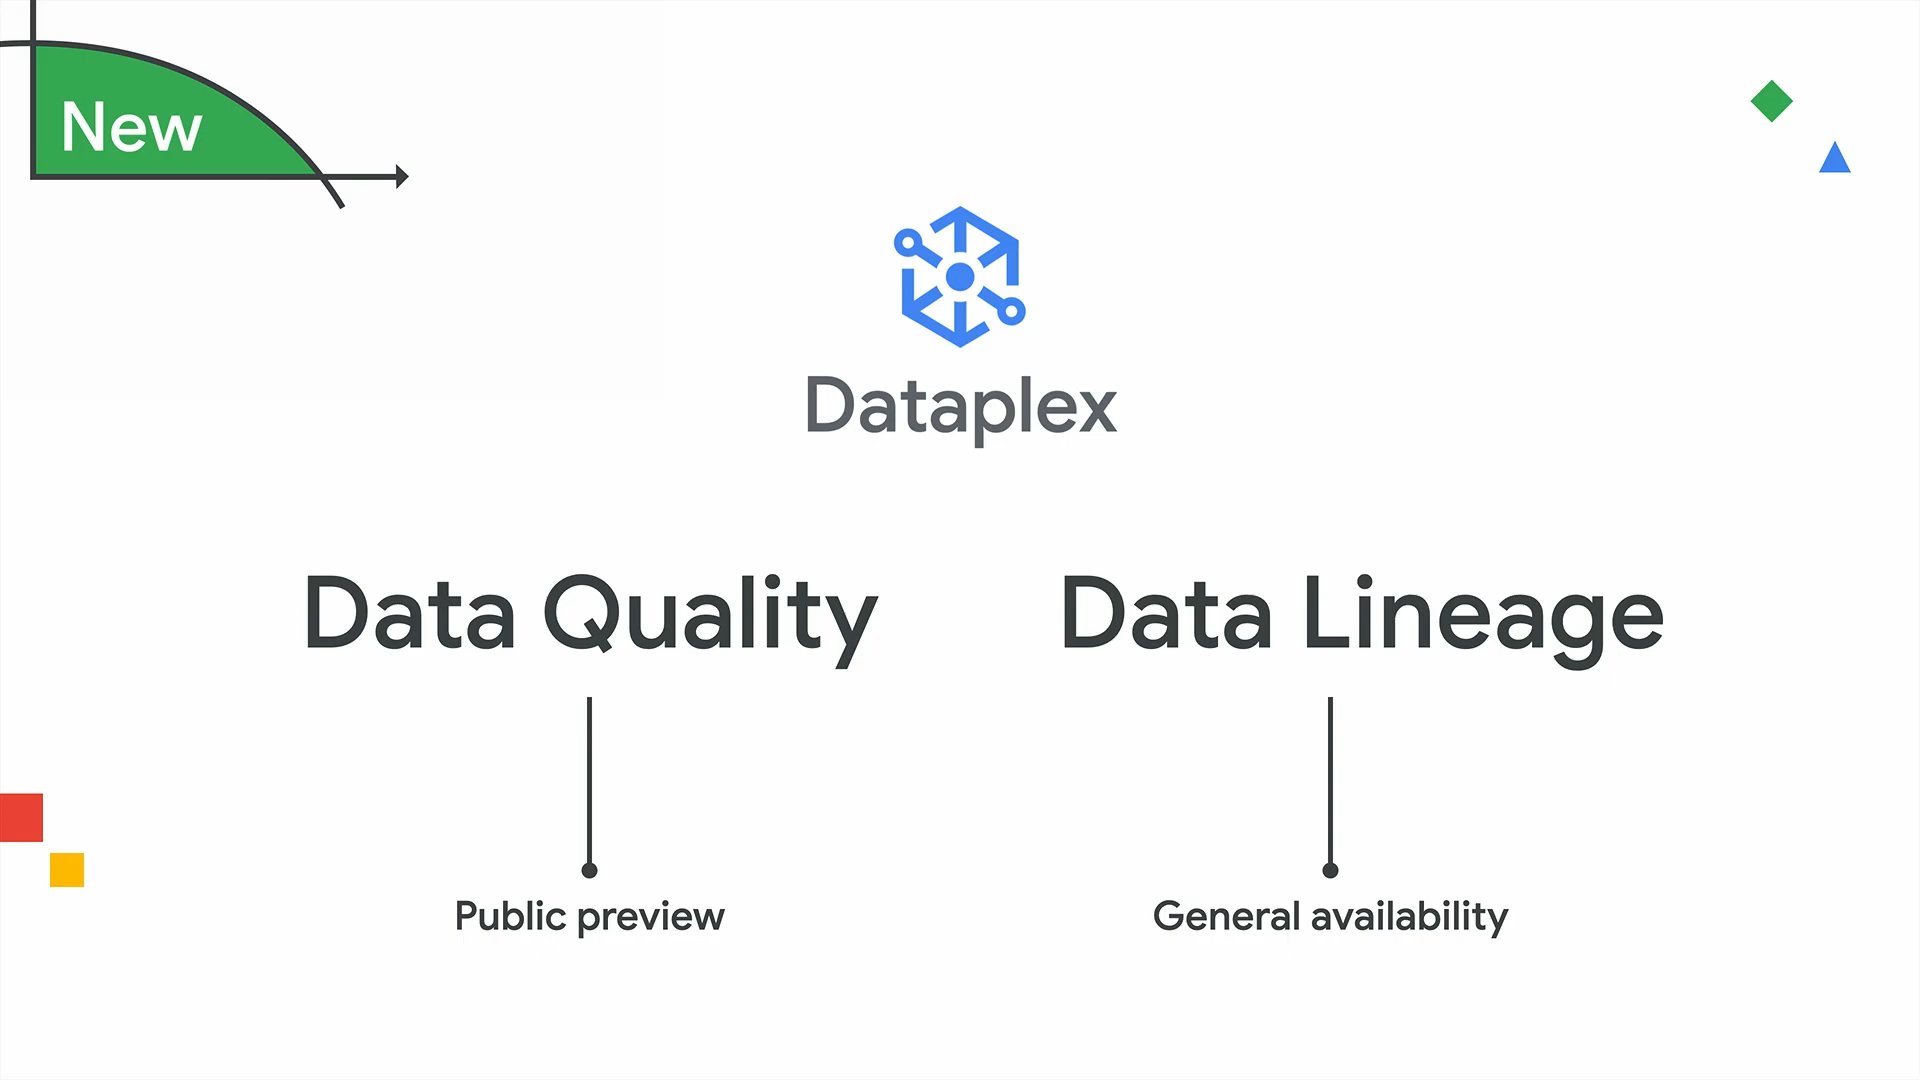 New
Dataplex
Data Quality
Data Lineage
Public preview
General availability